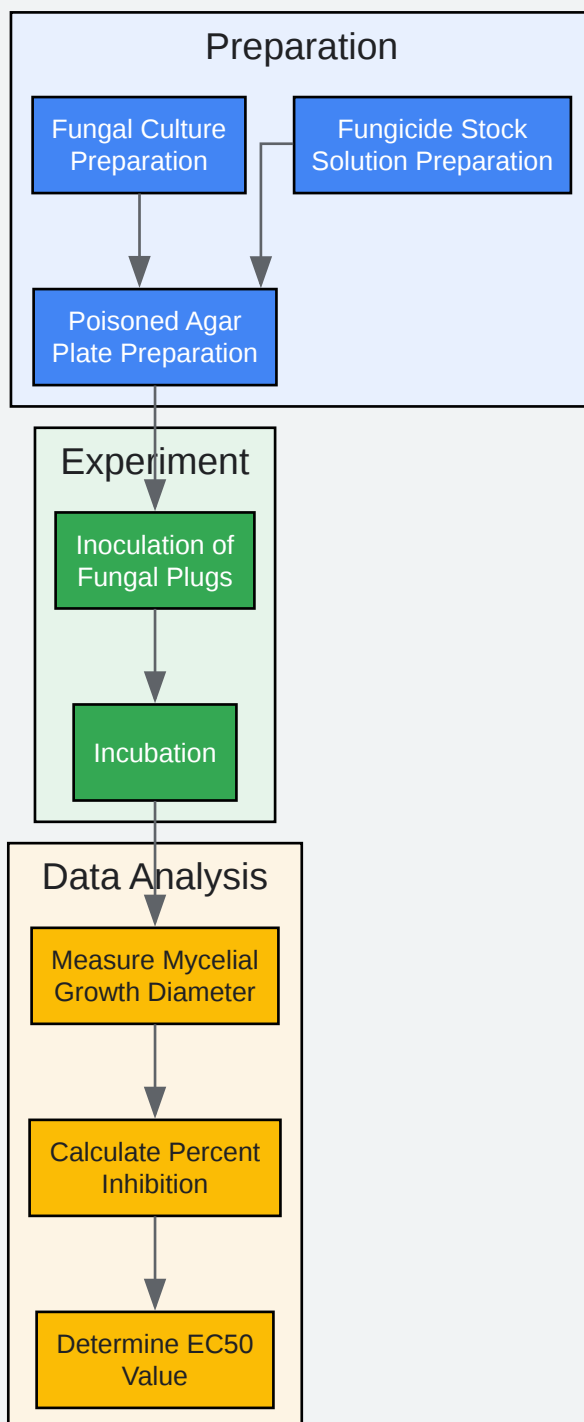 Preparation
Fungal Culture
Preparation
Fungicide Stock
Solution Preparation
Poisoned Agar
Plate Preparation
Experiment
Inoculation of
Fungal Plugs
Incubation
Data Analysis
Measure Mycelial
Growth Diameter
Calculate Percent
Inhibition
Determine EC50
Value